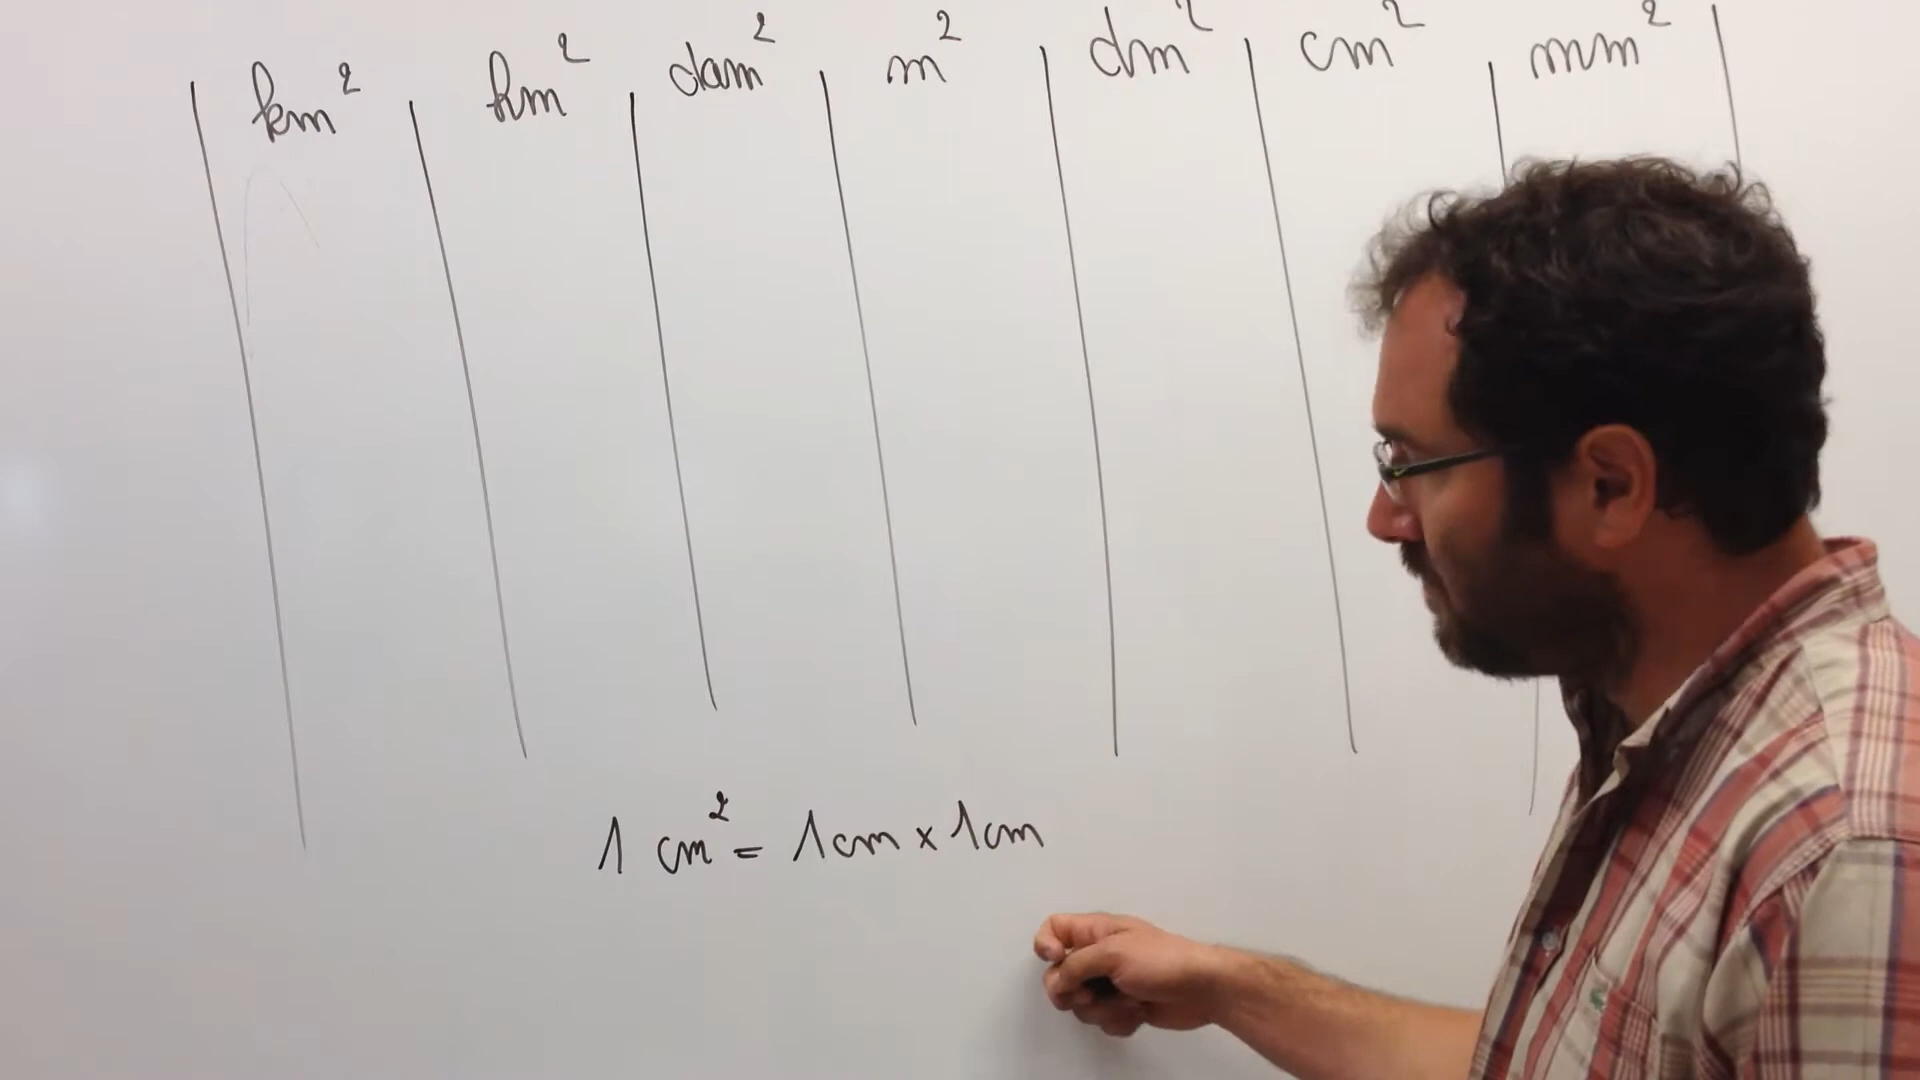 km² hm² dam² m² dm² cm² mm²
1 cm² = 1cm x 1cm